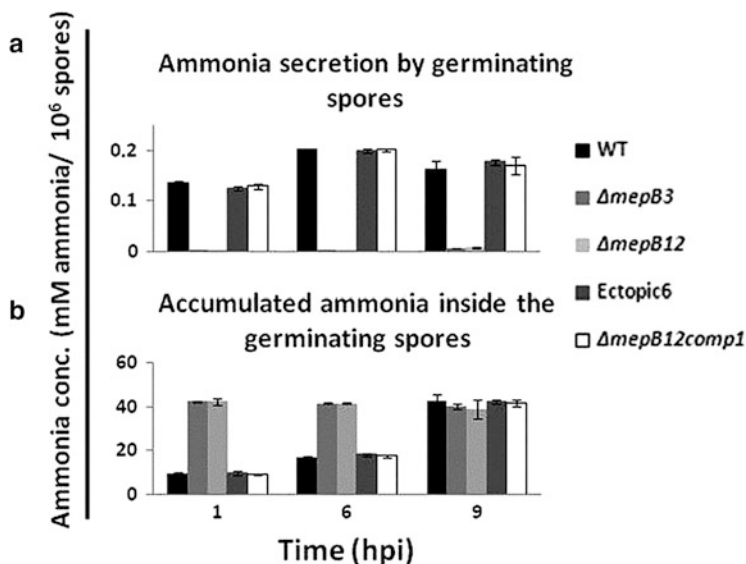 a
Ammonia secretion by germinating
spores
0.2
0.1
0
WT
ΔmepB3
ΔmepB12
Ectopic6
ΔmepB12comp1
Ammonia conc. (mM ammonia/ 10⁶ spores)
b
Accumulated ammonia inside the
germinating spores
60
40
20
0
1 6 9
Time (hpi)